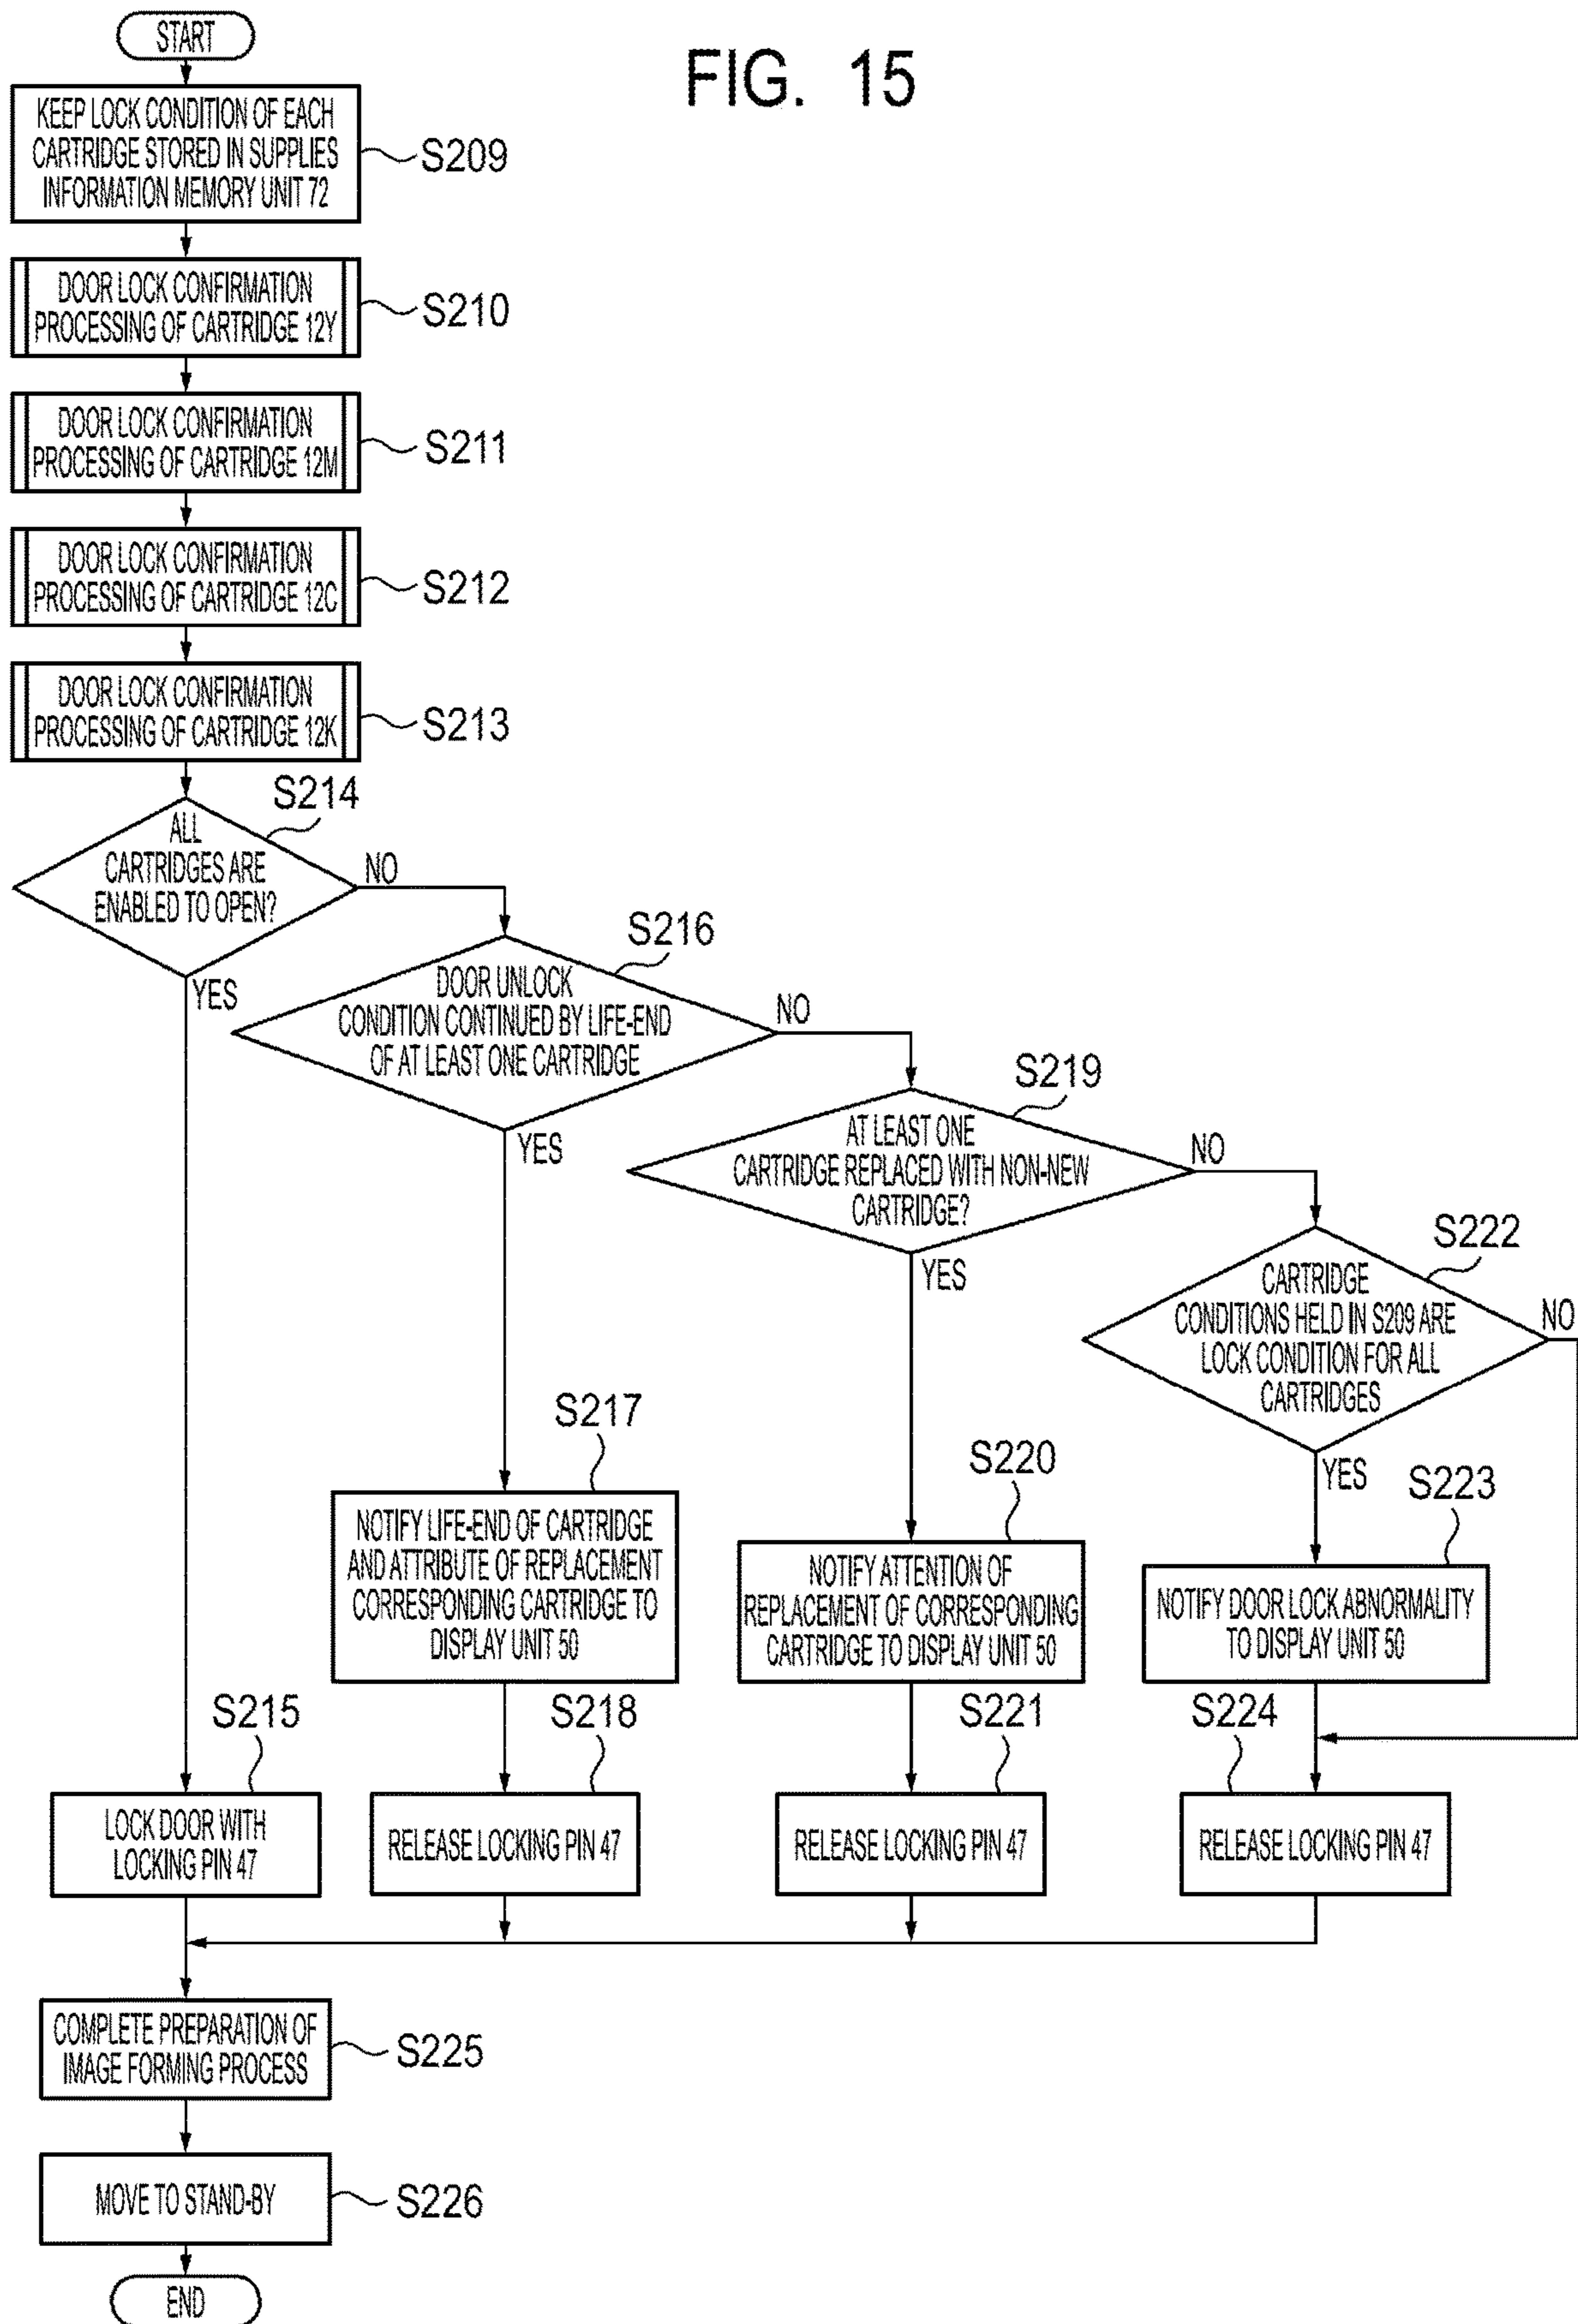 START
FIG. 15
KEEP LOCK CONDITION OF EACH
CARTRIDGE STORED IN SUPPLIES
INFORMATION MEMORY UNIT 72
S209
DOOR LOCK CONFIRMATION
PROCESSING OF CARTRIDGE 12Y
S210
DOOR LOCK CONFIRMATION
PROCESSING OF CARTRIDGE 12M
S211
DOOR LOCK CONFIRMATION
PROCESSING OF CARTRIDGE 12C
S212
DOOR LOCK CONFIRMATION
PROCESSING OF CARTRIDGE 12K
S213
S214
ALL
CARTRIDGES ARE
ENABLED TO OPEN?
NO
YES
S216
DOOR UNLOCK
CONDITION CONTINUED BY LIFE-END
OF AT LEAST ONE CARTRIDGE
NO
YES
S219
AT LEAST ONE
CARTRIDGE REPLACED WITH NON-NEW
CARTRIDGE?
NO
YES
S222
CARTRIDGE
CONDITIONS HELD IN S209 ARE
LOCK CONDITION FOR ALL
CARTRIDGES
NO
YES
S217
NOTIFY LIFE-END OF CARTRIDGE
AND ATTRIBUTE OF REPLACEMENT
CORRESPONDING CARTRIDGE TO
DISPLAY UNIT 50
S220
NOTIFY ATTENTION OF
REPLACEMENT OF CORRESPONDING
CARTRIDGE TO DISPLAY UNIT 50
S223
NOTIFY DOOR LOCK ABNORMALITY
TO DISPLAY UNIT 50
S215
LOCK DOOR WITH
LOCKING PIN 47
S218
RELEASE LOCKING PIN 47
S221
RELEASE LOCKING PIN 47
S224
RELEASE LOCKING PIN 47
COMPLETE PREPARATION OF
IMAGE FORMING PROCESS
S225
MOVE TO STAND-BY
S226
END